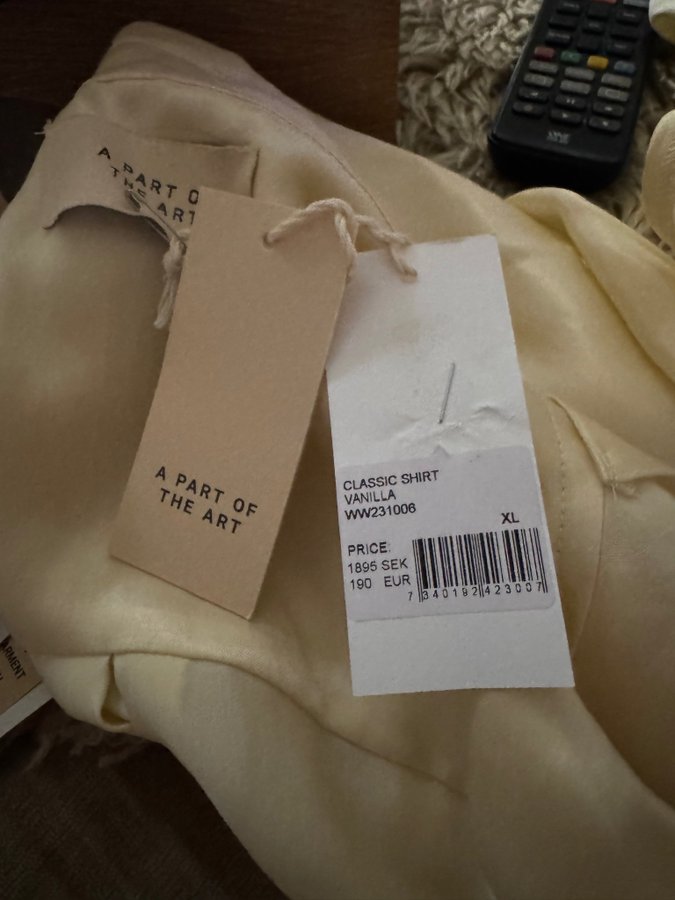 A PART O
THE ART
A PART OF
THE ART
CLASSIC SHIRT
VANILLA
WW231006
XL
PRICE:
1895 SEK
190 EUR
7 340192 423007
ARMENT